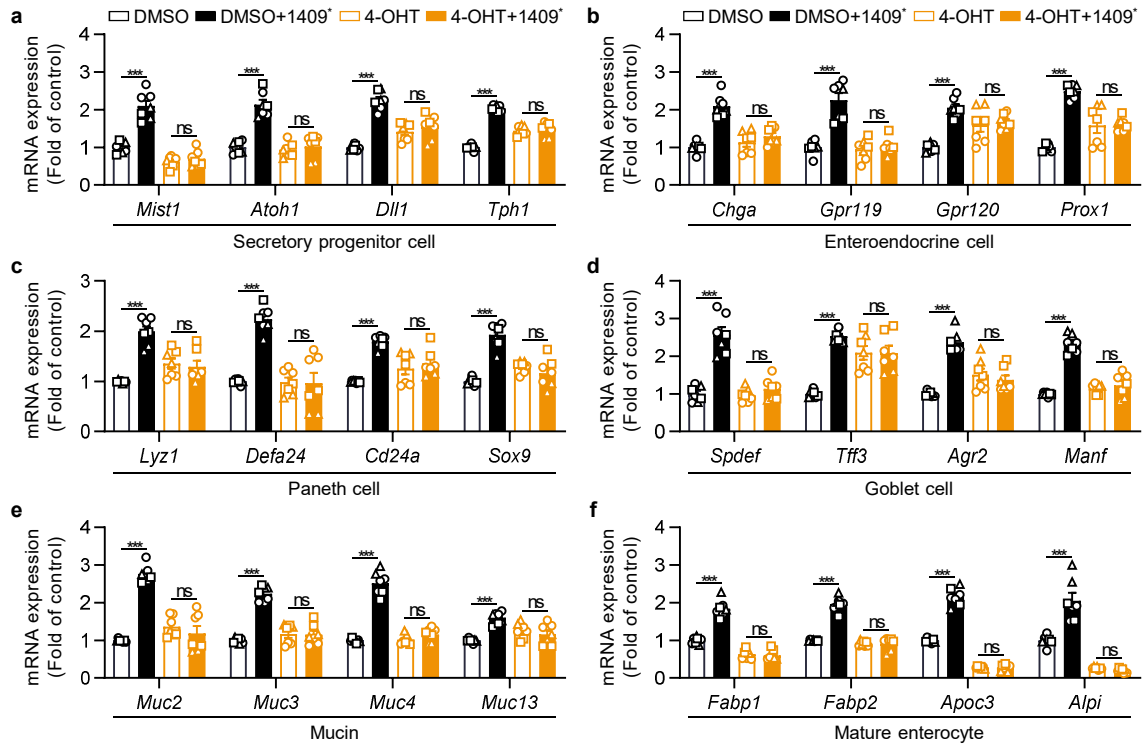 a DMSO DMSO+1409* 4-OHT 4-OHT+1409*
mRNA expression
(Fold of control)
4
3
2
1
0
*** ns *** ns *** ns *** ns
Mist1 Atoh1 Dll1 Tph1
Secretory progenitor cell
b DMSO DMSO+1409* 4-OHT 4-OHT+1409*
mRNA expression
(Fold of control)
4
3
2
1
0
*** ns *** ns *** ns *** ns
Chga Gpr119 Gpr120 Prox1
Enteroendocrine cell
c
mRNA expression
(Fold of control)
3
2
1
0
*** ns *** ns *** ns *** ns
Lyz1 Defa24 Cd24a Sox9
Paneth cell
d
mRNA expression
(Fold of control)
4
3
2
1
0
*** ns *** ns *** ns *** ns
Spdef Tff3 Agr2 Manf
Goblet cell
e
mRNA expression
(Fold of control)
4
3
2
1
0
*** ns *** ns *** ns *** ns
Muc2 Muc3 Muc4 Muc13
Mucin
f
mRNA expression
(Fold of control)
4
3
2
1
0
*** ns *** ns *** ns *** ns
Fabp1 Fabp2 Apoc3 Alpi
Mature enterocyte